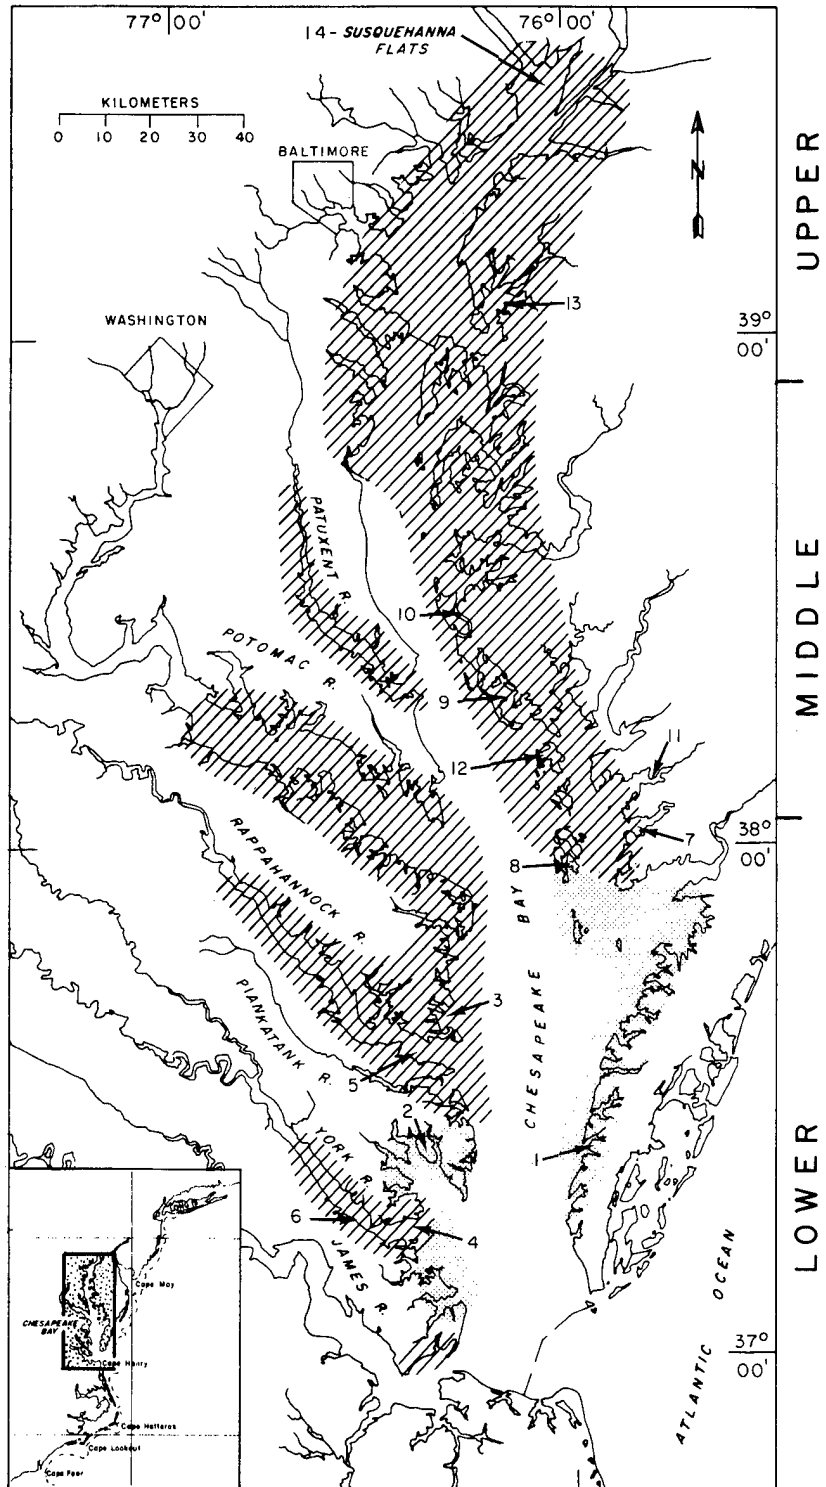 77° 00'
76° 00'
14 - SUSQUEHANNA
FLATS
KILOMETERS
0 10 20 30 40
BALTIMORE
N
UPPER
13
39°
00'
WASHINGTON
PATUXENT R.
10
MIDDLE
POTOMAC R.
9
11
12
38°
00'
7
8
RAPPAHANNOCK R.
CHESAPEAKE BAY
3
PIANKATANK R.
5
2
1
YORK R.
LOWER
6
4
JAMES R.
ATLANTIC OCEAN
37°
00'
Cape May
CHESAPEAKE
BAY
Cape Henry
Cape Hatteras
Cape Lookout
Cape Fear